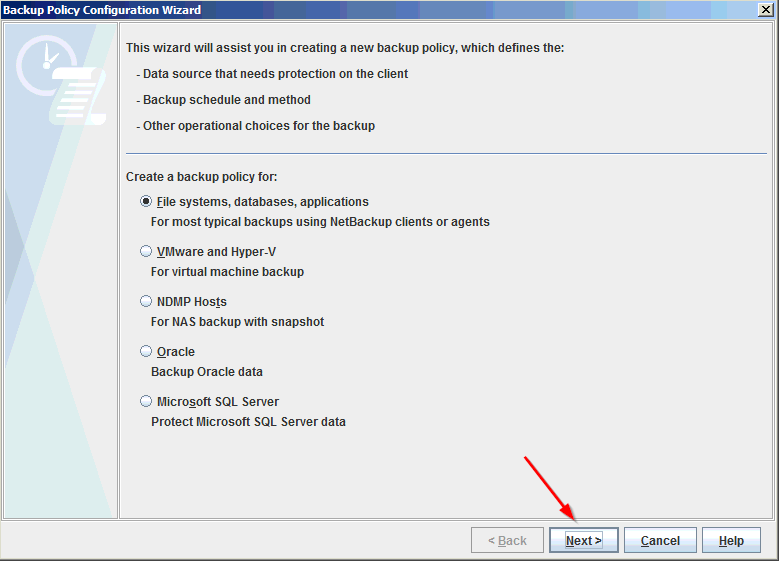 Backup Policy Configuration Wizard
This wizard will assist you in creating a new backup policy, which defines the:
- Data source that needs protection on the client
- Backup schedule and method
- Other operational choices for the backup
Create a backup policy for:
File systems, databases, applications
For most typical backups using NetBackup clients or agents
VMware and Hyper-V
For virtual machine backup
NDMP Hosts
For NAS backup with snapshot
Oracle
Backup Oracle data
Microsoft SQL Server
Protect Microsoft SQL Server data
< Back Next > Cancel Help